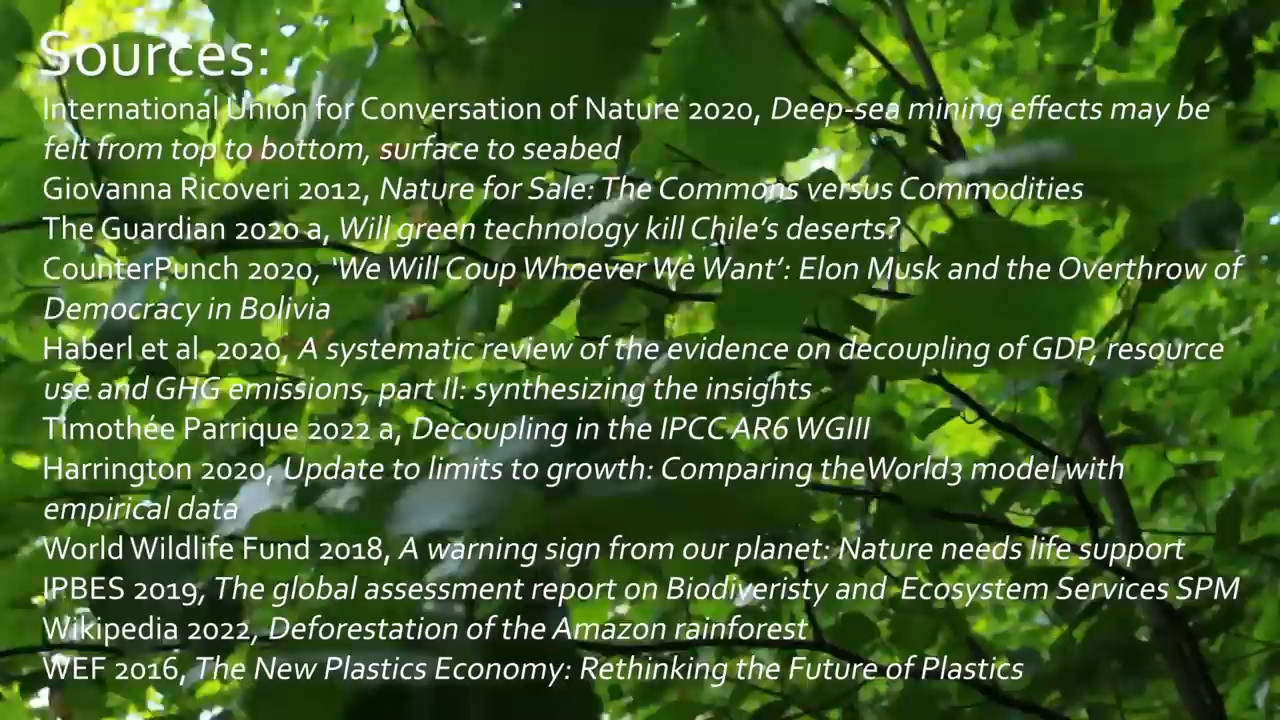 Sources:
International Union for Conversation of Nature 2020, Deep-sea mining effects may be
felt from top to bottom, surface to seabed
Giovanna Ricoveri 2012, Nature for Sale: The Commons versus Commodities
The Guardian 2020 a, Will green technology kill Chile's deserts?
CounterPunch 2020, 'We Will Coup Whoever We Want': Elon Musk and the Overthrow of
Democracy in Bolivia
Haberl et al. 2020, A systematic review of the evidence on decoupling of GDP, resource
use and GHG emissions, part II: synthesizing the insights
Timothée Parrique 2022 a, Decoupling in the IPCC AR6 WGIII
Harrington 2020, Update to limits to growth: Comparing theWorld3 model with
empirical data
World Wildlife Fund 2018, A warning sign from our planet: Nature needs life support
IPBES 2019, The global assessment report on Biodiveristy and Ecosystem Services SPM
Wikipedia 2022, Deforestation of the Amazon rainforest
WEF 2016, The New Plastics Economy: Rethinking the Future of Plastics